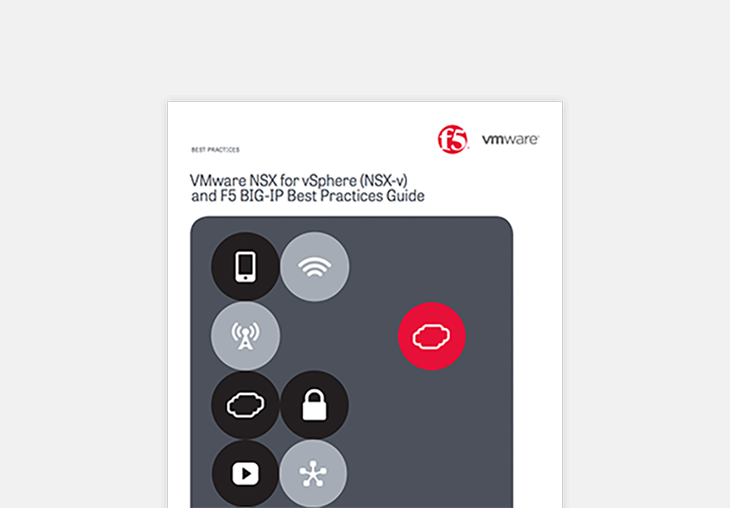 f5
vmware
BEST PRACTICES
VMware NSX for vSphere (NSX-v)
and F5 BIG-IP Best Practices Guide